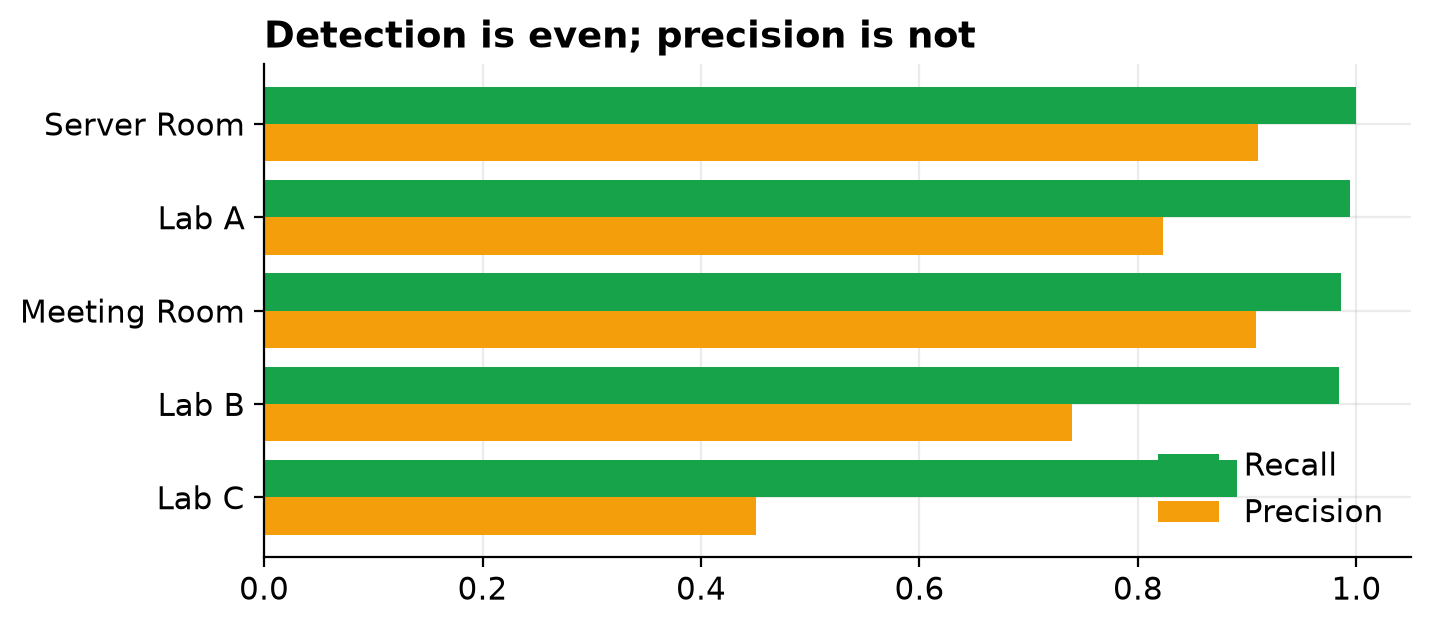 Detection is even; precision is not
Server Room
Lab A
Meeting Room
Lab B
Lab C
Recall
Precision
0.0 0.2 0.4 0.6 0.8 1.0